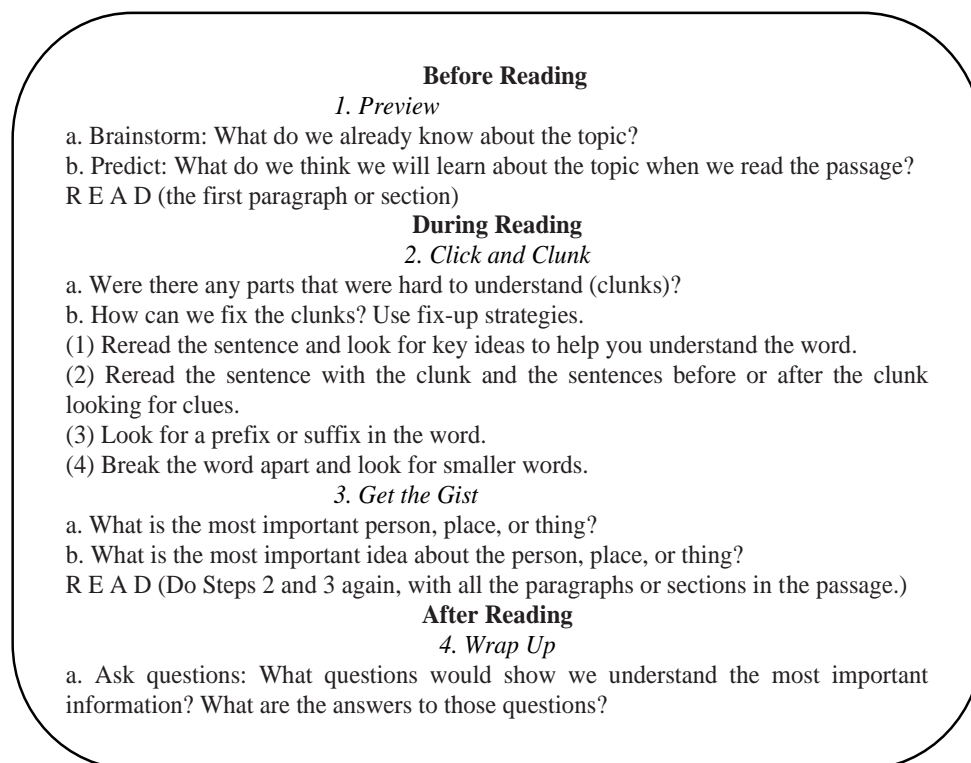 Before Reading
1. Preview
a. Brainstorm: What do we already know about the topic?
b. Predict: What do we think we will learn about the topic when we read the passage?
R E A D (the first paragraph or section)
During Reading
2. Click and Clunk
a. Were there any parts that were hard to understand (clunks)?
b. How can we fix the clunks? Use fix-up strategies.
(1) Reread the sentence and look for key ideas to help you understand the word.
(2) Reread the sentence with the clunk and the sentences before or after the clunk
looking for clues.
(3) Look for a prefix or suffix in the word.
(4) Break the word apart and look for smaller words.
3. Get the Gist
a. What is the most important person, place, or thing?
b. What is the most important idea about the person, place, or thing?
R E A D (Do Steps 2 and 3 again, with all the paragraphs or sections in the passage.)
After Reading
4. Wrap Up
a. Ask questions: What questions would show we understand the most important
information? What are the answers to those questions?